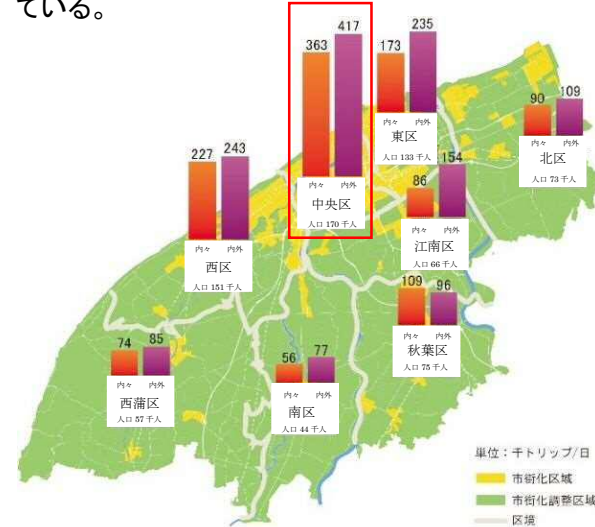 ている。
363 417
内々 内外
中央区
人口 170 千人
173 235
内々 内外
東区
人口 133 千人
90 109
内々 内外
北区
人口 73 千人
227 243
内々 内外
西区
人口 151 千人
86 154
内々 内外
江南区
人口 66 千人
109 96
内々 内外
秋葉区
人口 75 千人
74 85
内々 内外
西蒲区
人口 57 千人
56 77
内々 内外
南区
人口 44 千人
単位：千トリップ/日
市街化区域
市街化調整区域
区境